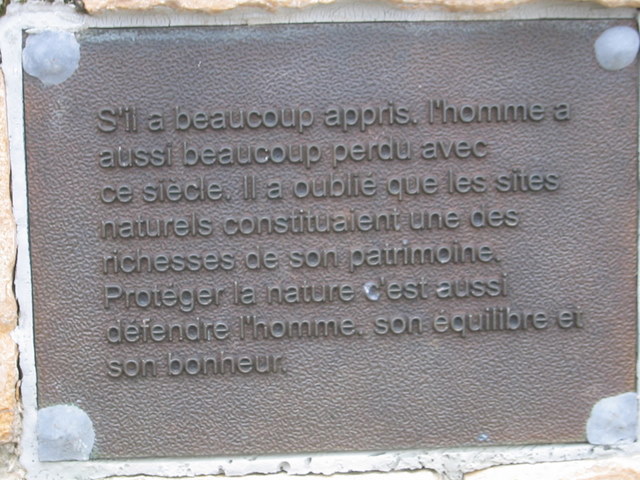 S'il a beaucoup appris, l'homme a
aussi beaucoup perdu avec
ce siècle. Il a oublié que les sites
naturels constituaient une des
richesses de son patrimoine.
Protéger la nature c'est aussi
défendre l'homme, son équilibre et
son bonheur.